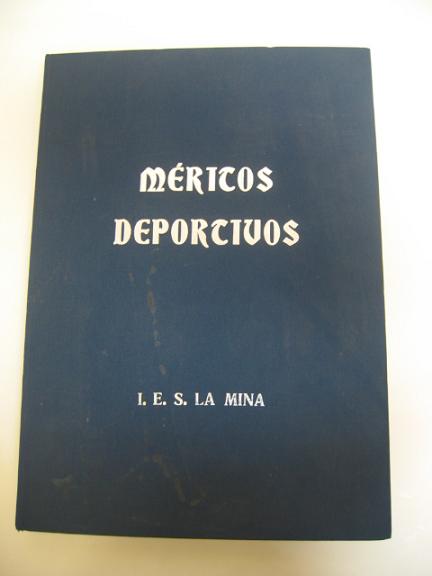 MÉRITOS
DEPORTIVOS
I. E. S. LA MINA